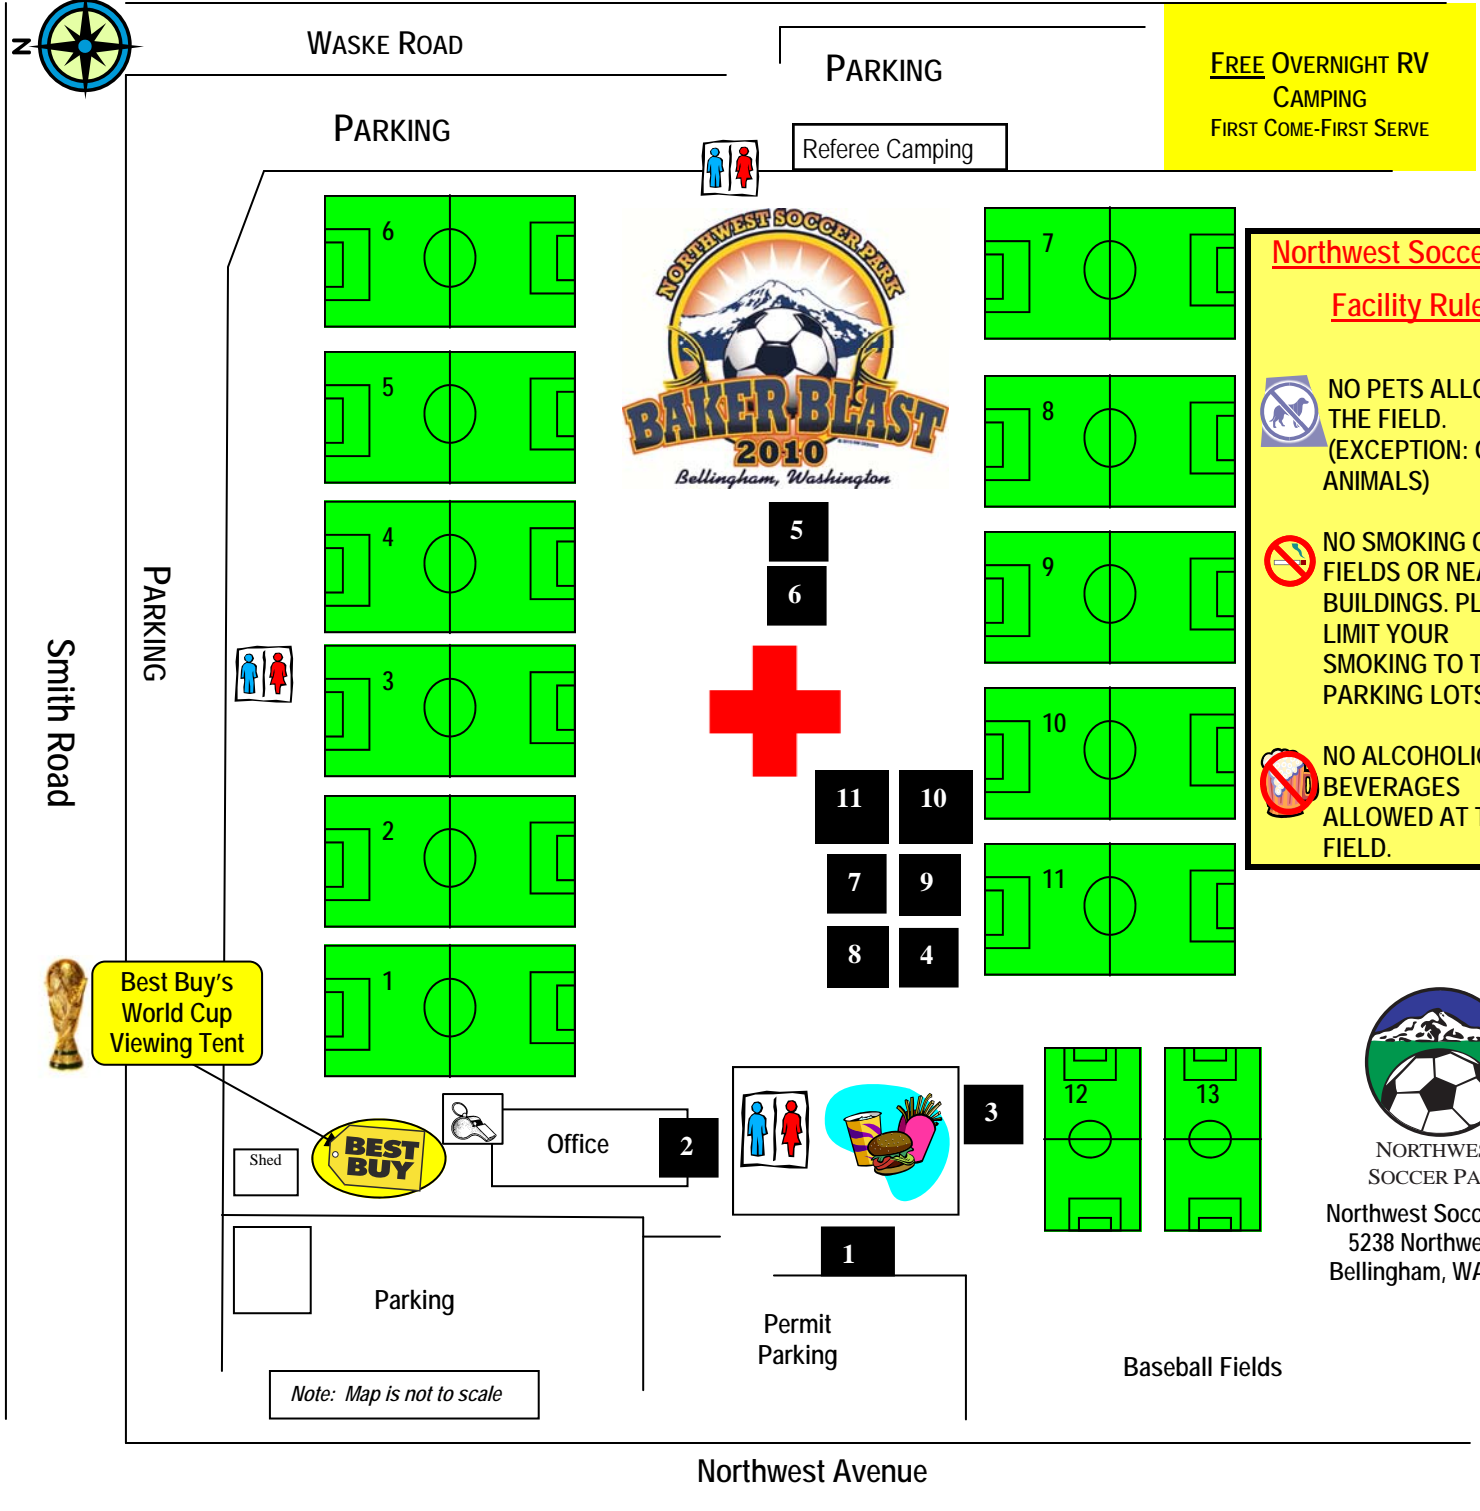 N
WASKE ROAD
PARKING
FREE OVERNIGHT RV
CAMPING
FIRST COME-FIRST SERVE
PARKING
Referee Camping
6
5
4
3
2
1
NORTHWEST SOCCER PARK
BAKER BLAST
2010
Bellingham, Washington
7
8
9
10
11
Northwest Socce
Facility Rule
NO PETS ALLO
THE FIELD.
(EXCEPTION:
ANIMALS)
NO SMOKING O
FIELDS OR NEA
BUILDINGS. PL
LIMIT YOUR
SMOKING TO T
PARKING LOTS
NO ALCOHOLIC
BEVERAGES
ALLOWED AT T
FIELD.
5
6
11 10
7 9
8 4
PARKING
Smith Road
Best Buy's
World Cup
Viewing Tent
BEST
BUY
Shed
Office
2
3
12
13
1
NORTHWES
SOCCER PA
Northwest Socc
5238 Northwe
Bellingham, WA
Parking
Permit
Parking
Baseball Fields
Note: Map is not to scale
Northwest Avenue